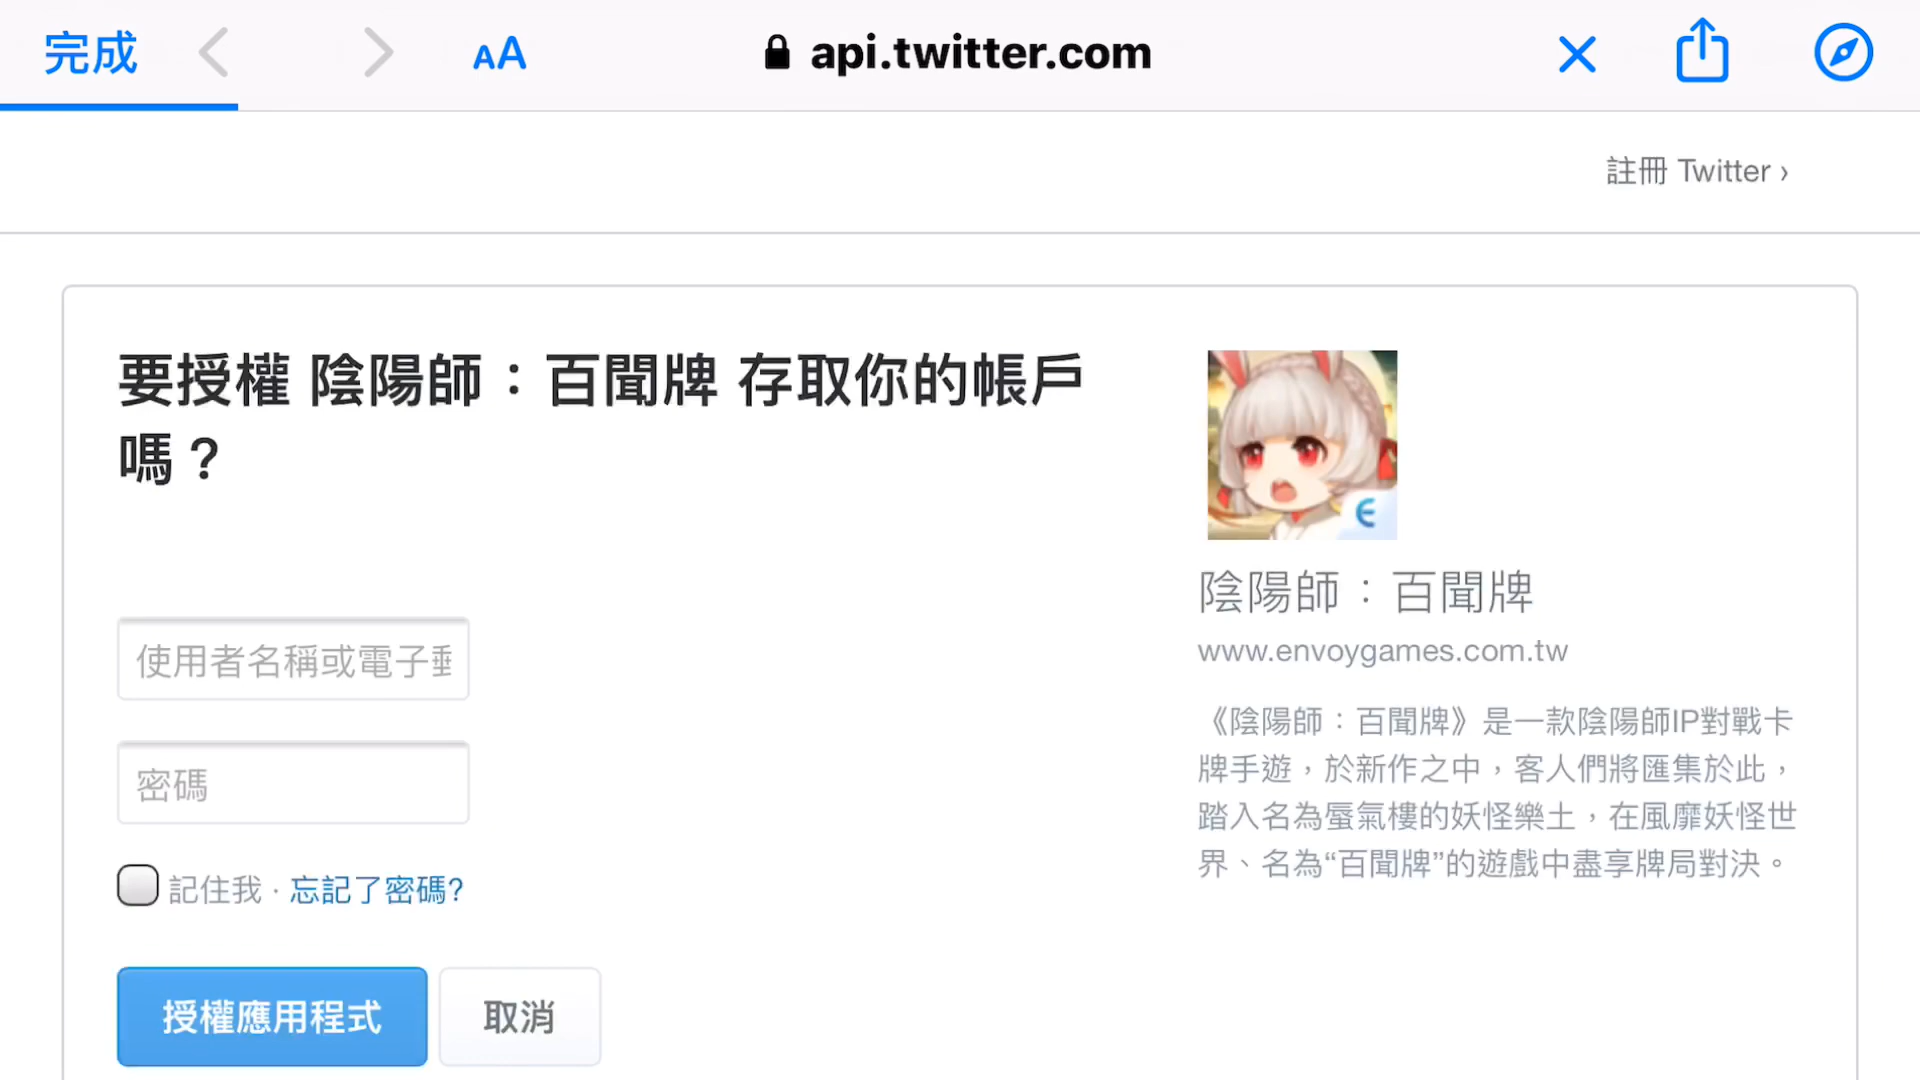 完成
AA
api.twitter.com
註冊 Twitter ›
要授權 陰陽師：百聞牌 存取你的帳戶
嗎？
使用者名稱或電子
密碼
記住我 · 忘記了密碼?
授權應用程式
取消
陰陽師：百聞牌
www.envoygames.com.tw
《陰陽師：百聞牌》是一款陰陽師IP對戰卡
牌手遊，於新作之中，客人們將匯集於此，
踏入名為蜃氣樓的妖怪樂土，在風靡妖怪世
界、名為“百聞牌”的遊戲中盡享牌局對決。